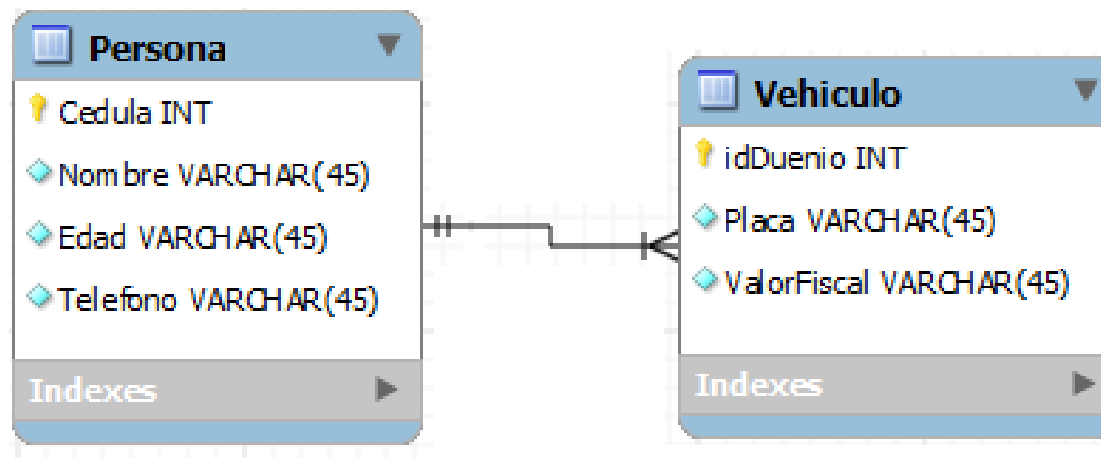 Persona
Cedula INT
Nombre VARCHAR(45)
Edad VARCHAR(45)
Telefono VARCHAR(45)
Indexes
Vehiculo
idDuenio INT
Placa VARCHAR(45)
ValorFiscal VARCHAR(45)
Indexes